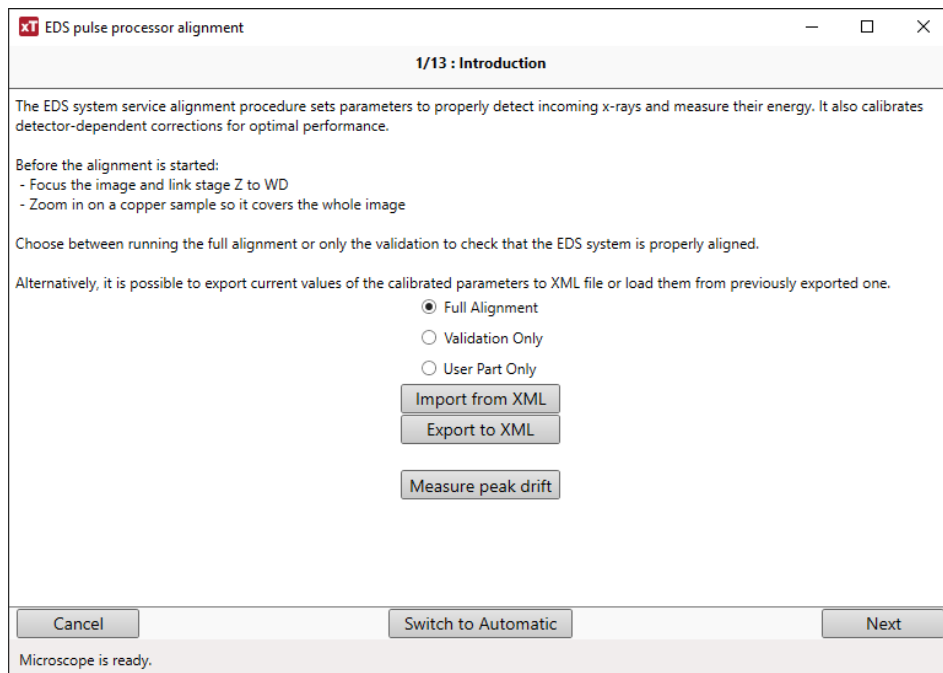 xT EDS pulse processor alignment
1/13 : Introduction
The EDS system service alignment procedure sets parameters to properly detect incoming x-rays and measure their energy. It also calibrates
detector-dependent corrections for optimal performance.
Before the alignment is started:
- Focus the image and link stage Z to WD
- Zoom in on a copper sample so it covers the whole image
Choose between running the full alignment or only the validation to check that the EDS system is properly aligned.
Alternatively, it is possible to export current values of the calibrated parameters to XML file or load them from previously exported one.
Full Alignment
Validation Only
User Part Only
Import from XML
Export to XML
Measure peak drift
Cancel Switch to Automatic Next
Microscope is ready.